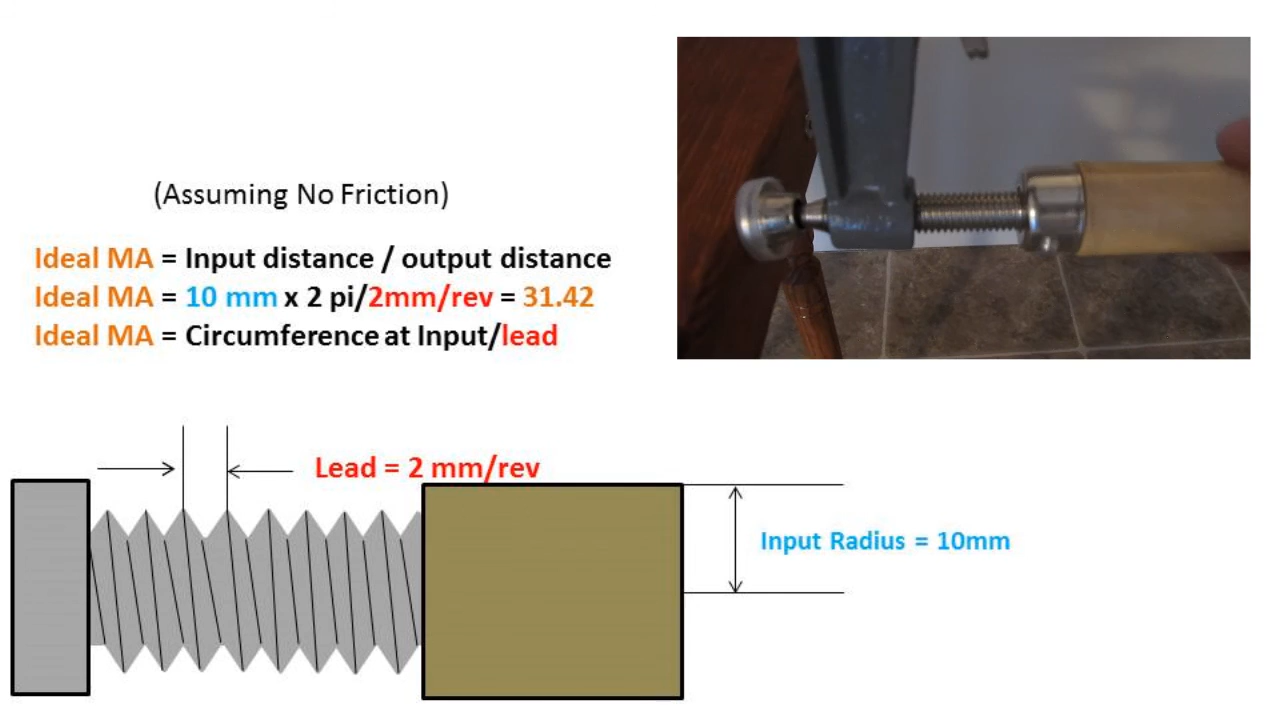 (Assuming No Friction)
Ideal MA = Input distance / output distance
Ideal MA = 10 mm x 2 pi/2mm/rev = 31.42
Ideal MA = Circumference at Input/lead
Lead = 2 mm/rev
Input Radius = 10mm